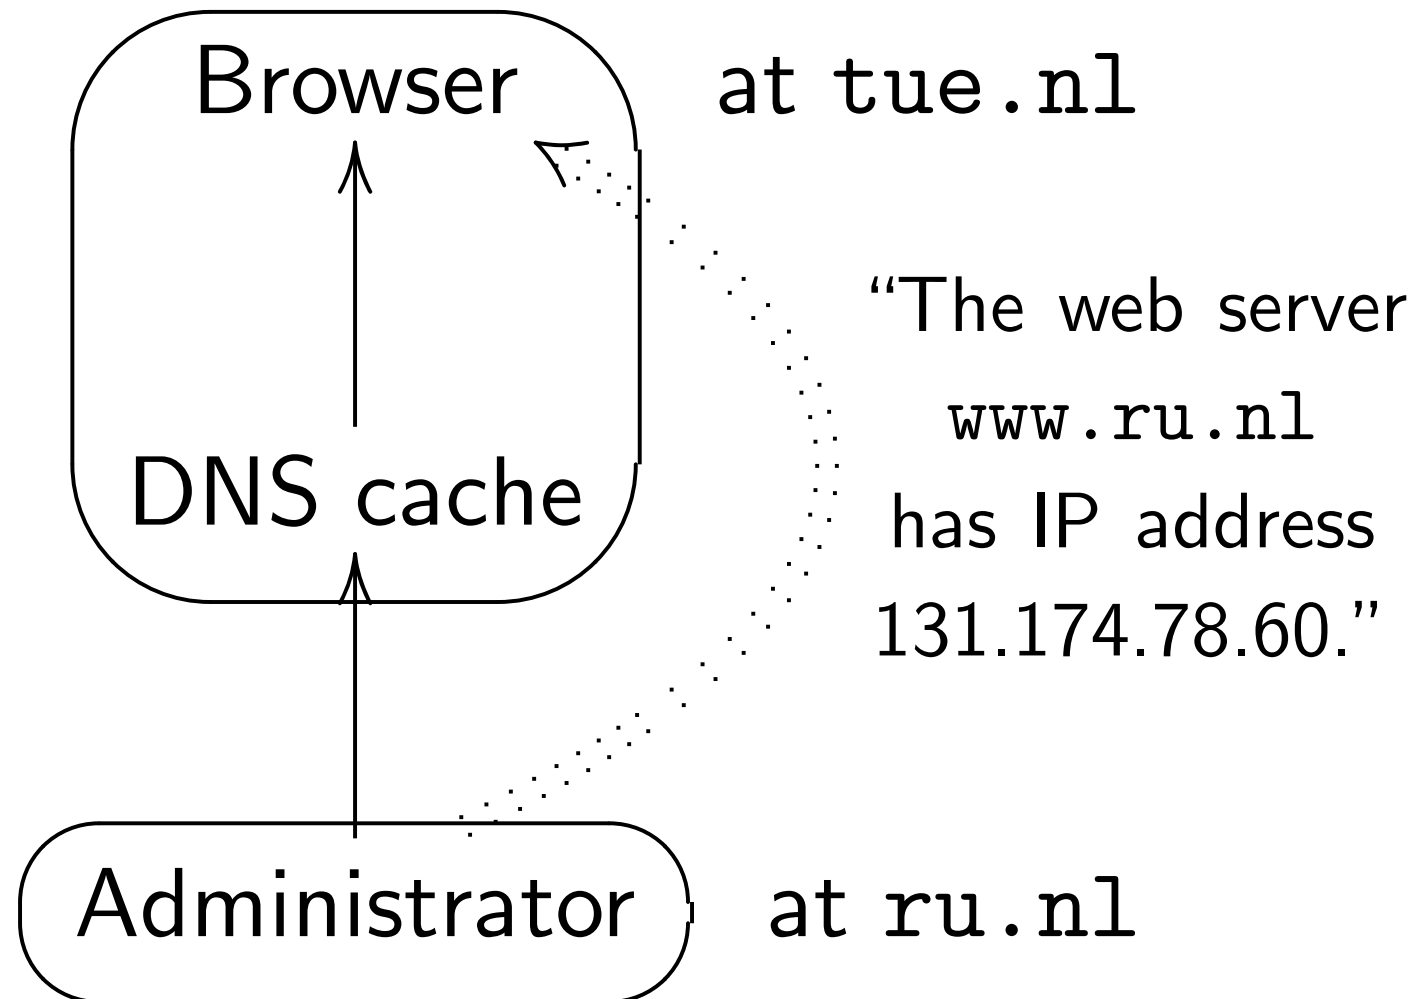 Browser
at tue.nl
“The web server
www.ru.nl
has IP address
131.174.78.60.”
DNS cache
Administrator
at ru.nl